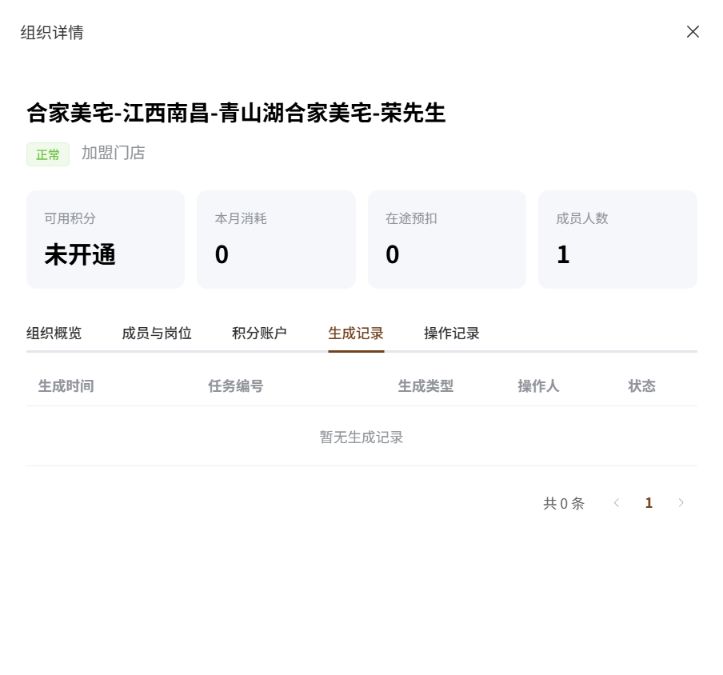 组织详情
合家美宅-江西南昌-青山湖合家美宅-荣先生
正常 加盟门店
可用积分 本月消耗 在途预扣 成员人数
未开通 0 0 1
组织概览 成员与岗位 积分账户 生成记录 操作记录
生成时间 任务编号 生成类型 操作人 状态
暂无生成记录
共 0 条 1